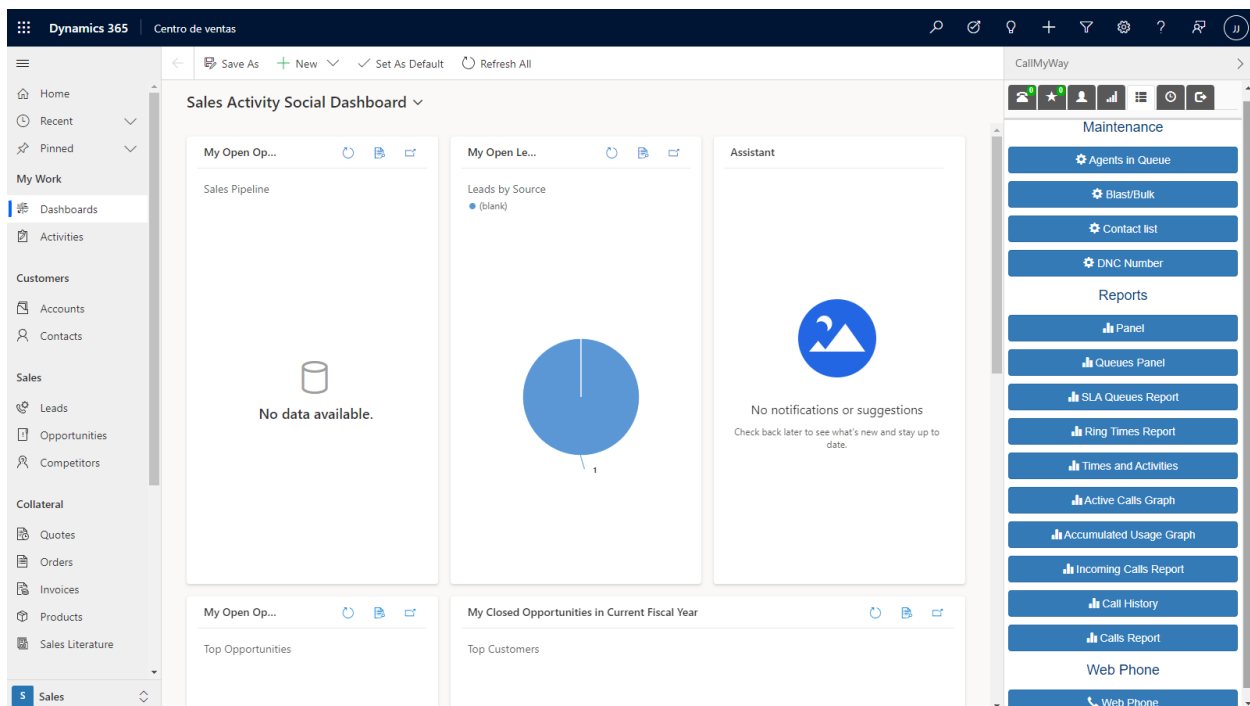 Dynamics 365
Centro de ventas
JJ
Save As
New
Set As Default
Refresh All
CallMyWay
Home
Recent
Pinned
My Work
Dashboards
Activities
Customers
Accounts
Contacts
Sales
Leads
Opportunities
Competitors
Collateral
Quotes
Orders
Invoices
Products
Sales Literature
S Sales
Sales Activity Social Dashboard
My Open Op...
Sales Pipeline
No data available.
My Open Le...
Leads by Source
(blank)
1
Assistant
No notifications or suggestions
Check back later to see what's new and stay up to
date.
My Open Op...
Top Opportunities
My Closed Opportunities in Current Fiscal Year
Top Customers
0
0
Maintenance
Agents in Queue
Blast/Bulk
Contact list
DNC Number
Reports
Panel
Queues Panel
SLA Queues Report
Ring Times Report
Times and Activities
Active Calls Graph
Accumulated Usage Graph
Incoming Calls Report
Call History
Calls Report
Web Phone
Web Phone